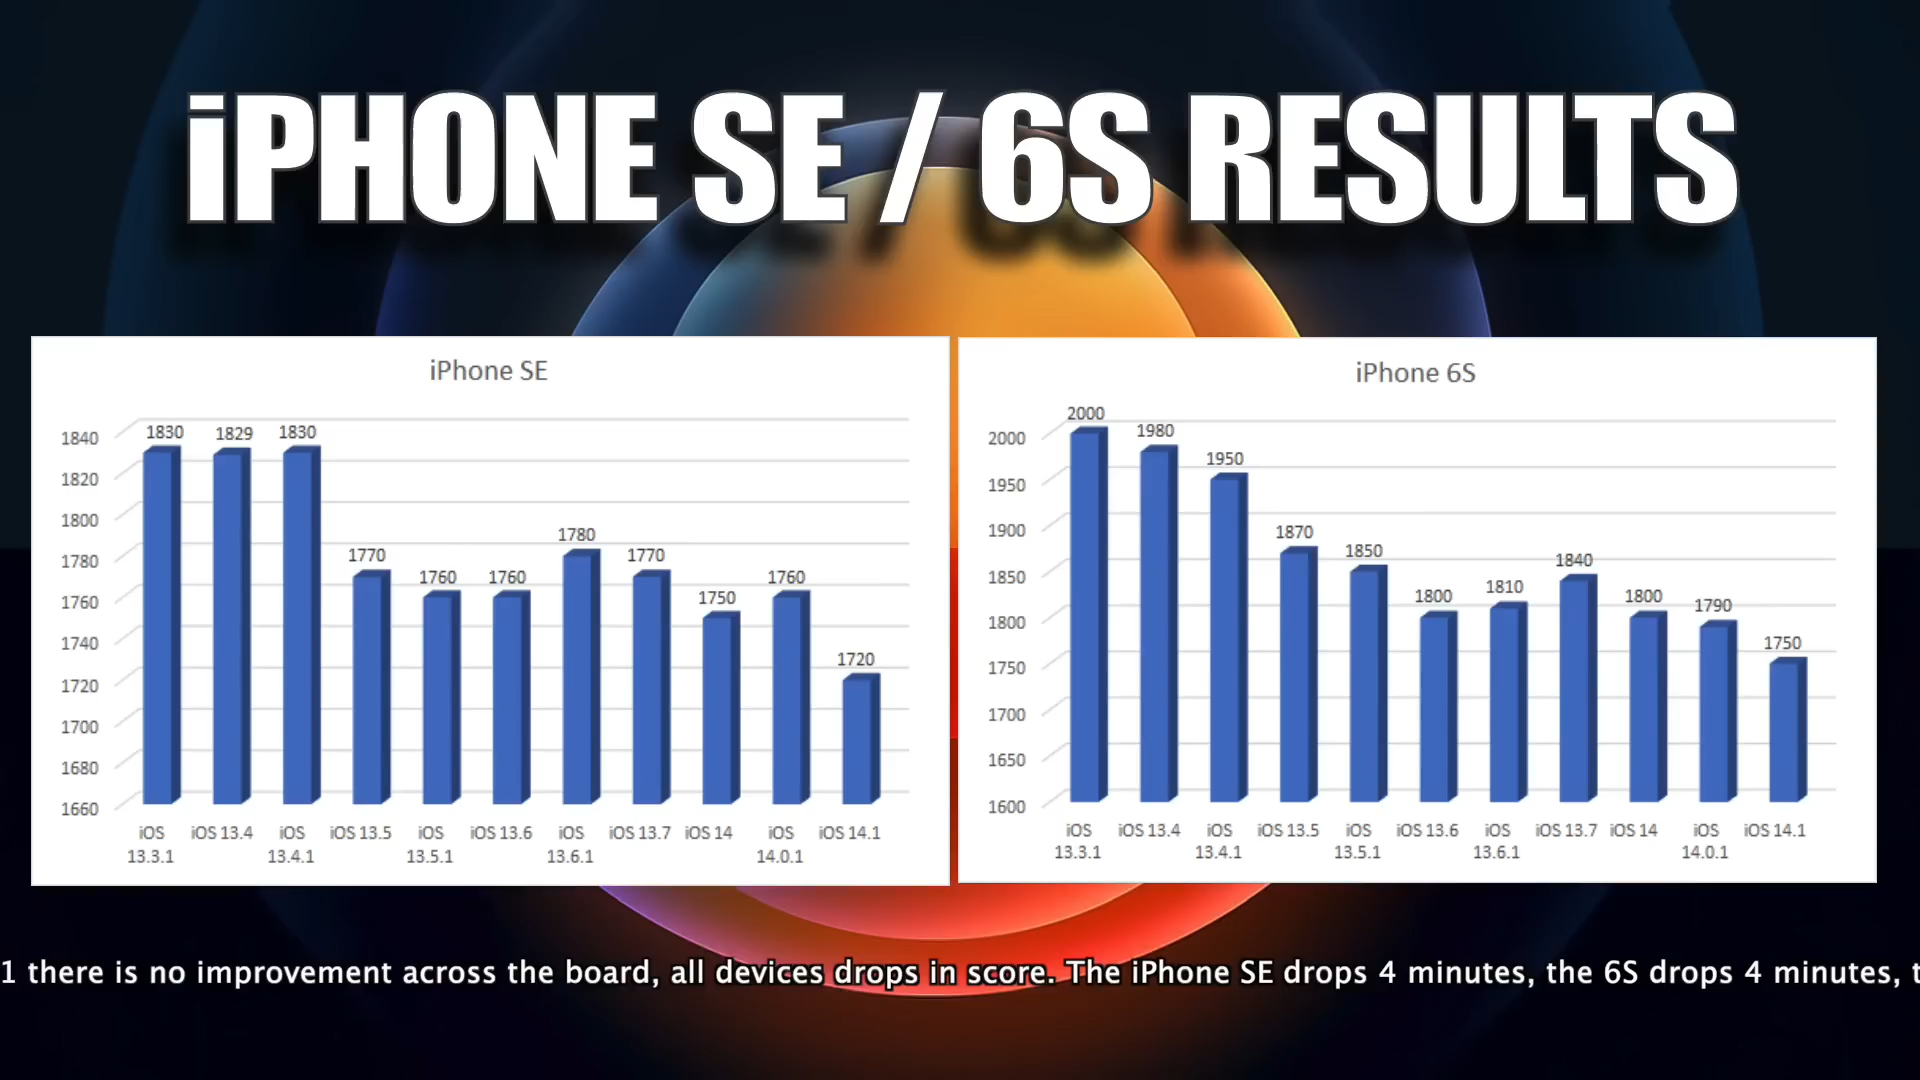 iPHONE SE / 6S RESULTS
iPhone SE
1840
1820
1800
1780
1760
1740
1720
1700
1680
1660
1830
1829
1830
1770
1760
1760
1780
1770
1750
1760
1720
iOS 13.3.1
iOS 13.4
iOS 13.4.1
iOS 13.5
iOS 13.5.1
iOS 13.6
iOS 13.6.1
iOS 13.7
iOS 14
iOS 14.0.1
iOS 14.1
iPhone 6S
2000
1950
1900
1850
1800
1750
1700
1650
1600
2000
1980
1950
1870
1850
1800
1810
1840
1800
1790
1750
iOS 13.3.1
iOS 13.4
iOS 13.4.1
iOS 13.5
iOS 13.5.1
iOS 13.6
iOS 13.6.1
iOS 13.7
iOS 14
iOS 14.0.1
iOS 14.1
1 there is no improvement across the board, all devices drops in score. The iPhone SE drops 4 minutes, the 6S drops 4 minutes, t